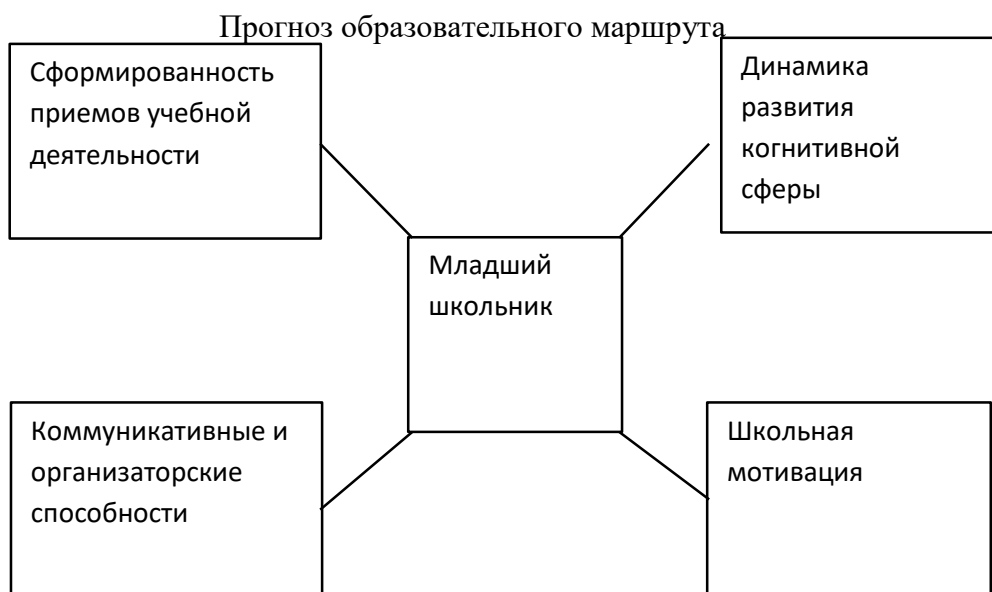 Прогноз образовательного маршрута
Сформированность
приемов учебной
деятельности
Динамика
развития
когнитивной
сферы
Младший
школьник
Коммуникативные и
организаторские
способности
Школьная
мотивация